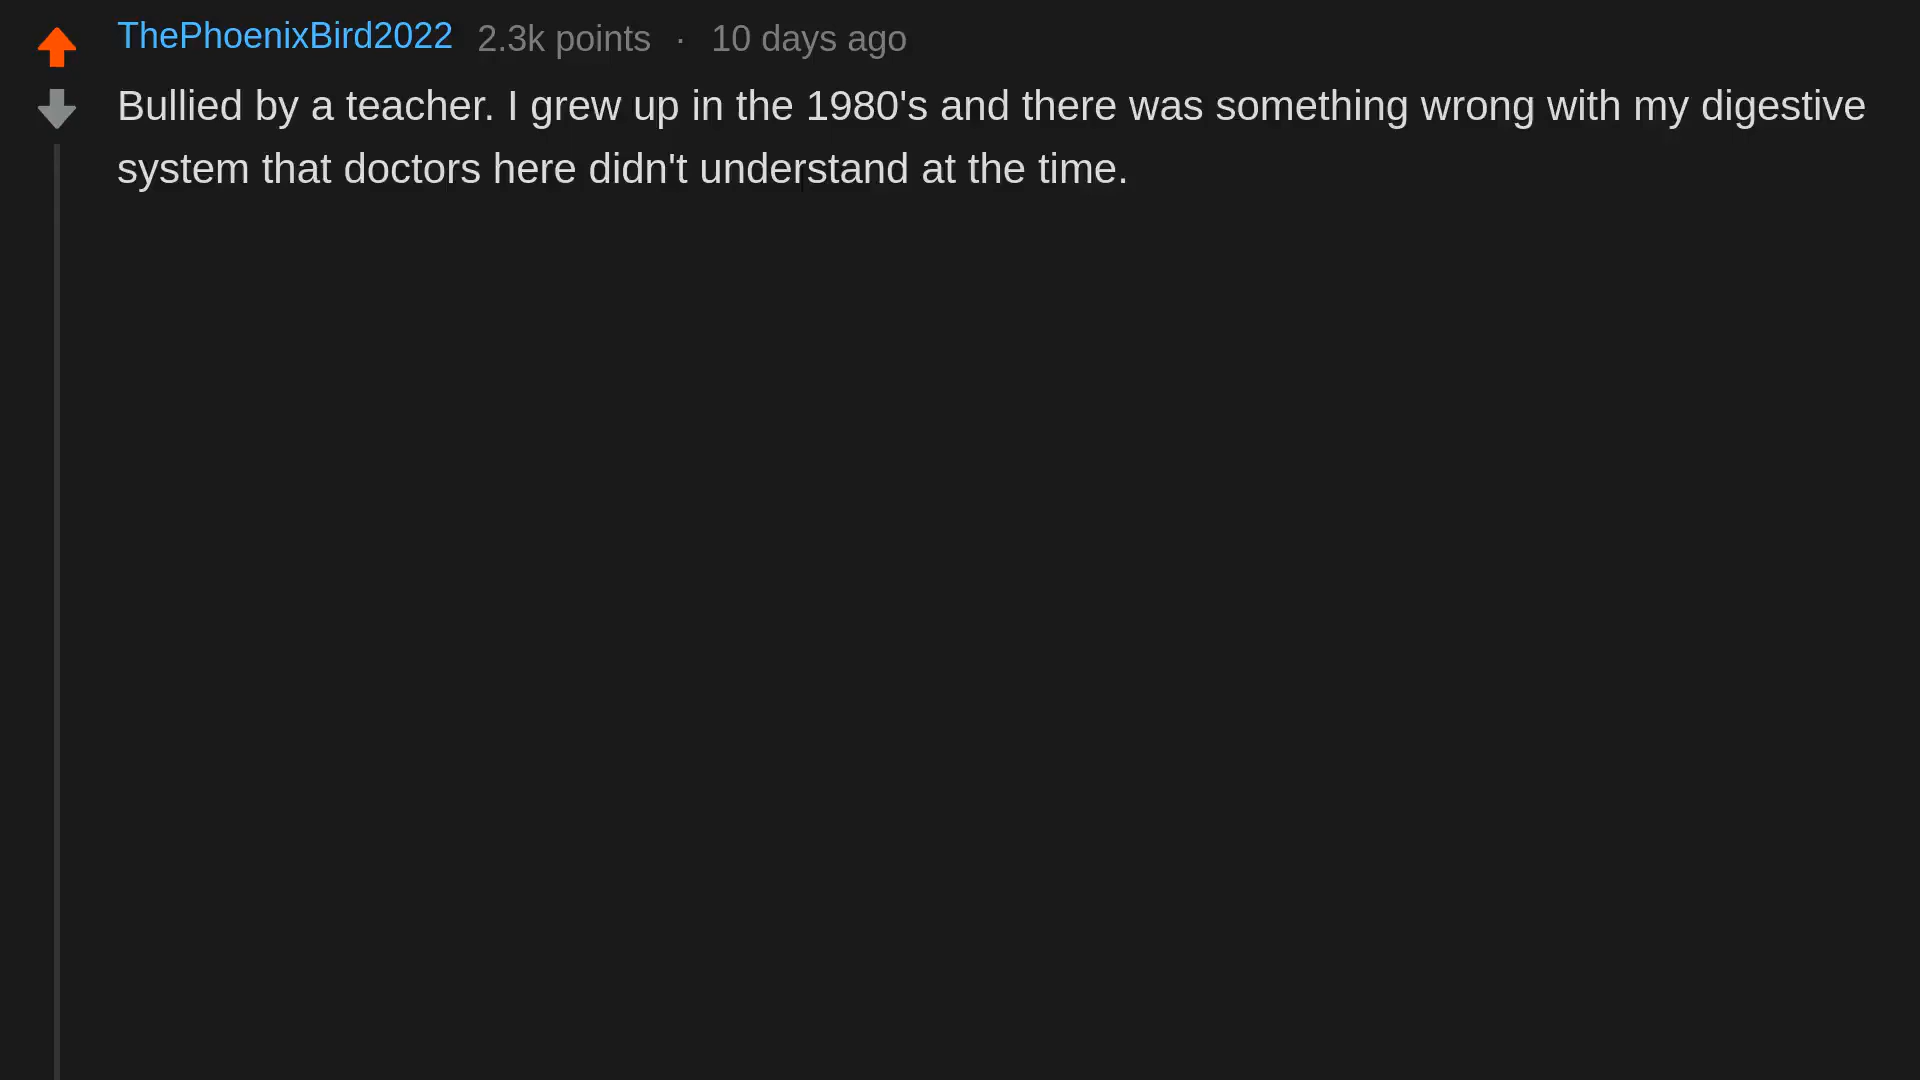 ThePhoenixBird2022 2.3k points · 10 days ago
Bullied by a teacher. I grew up in the 1980's and there was something wrong with my digestive
system that doctors here didn't understand at the time.